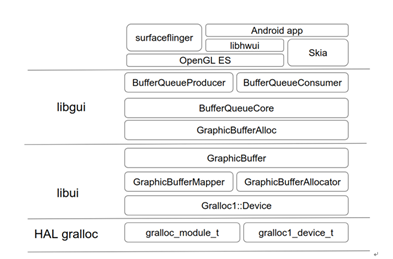 surfaceflinger
Android app
libhwui
Skia
OpenGL ES
libgui
BufferQueueProducer
BufferQueueConsumer
BufferQueueCore
GraphicBufferAlloc
libui
GraphicBuffer
GraphicBufferMapper
GraphicBufferAllocator
Gralloc1::Device
HAL gralloc
gralloc_module_t
gralloc1_device_t